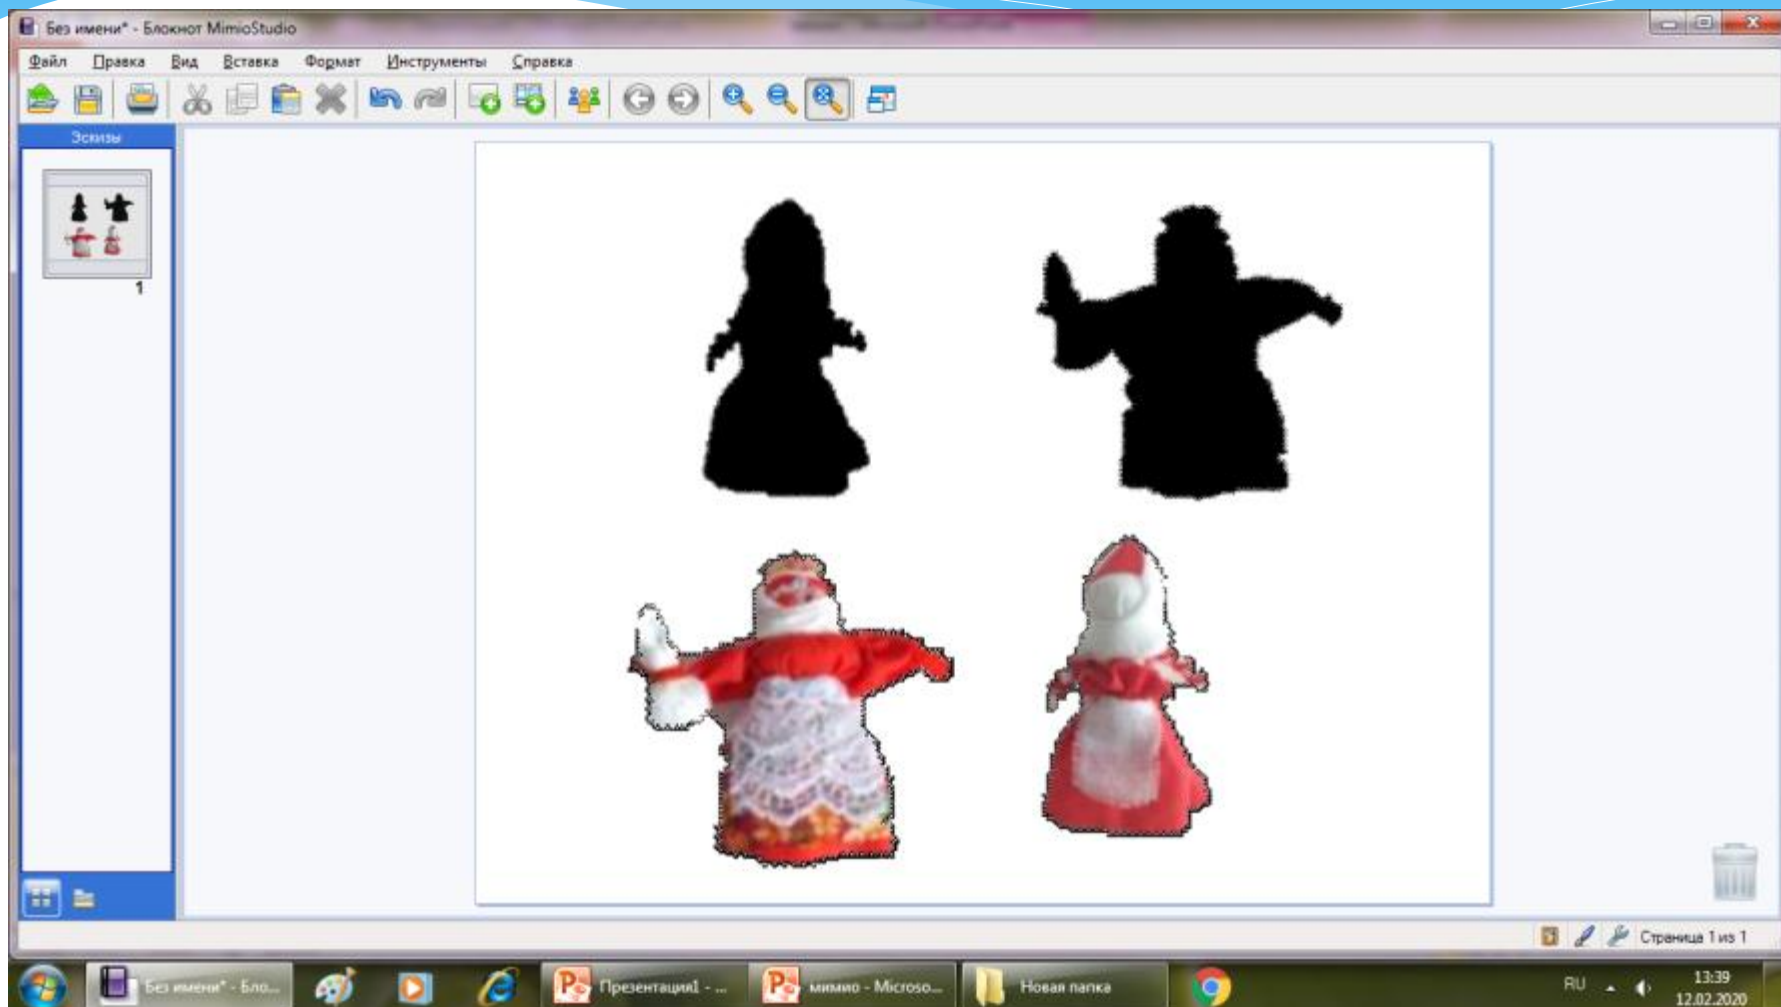 Без имени* - Блокнот MimioStudio
Файл Правка Вид Вставка Формат Инструменты Справка
Эскизы
1
Страница 1 из 1
Без имени* - Бло...
Презентация1 - ...
мимио - Microso...
Новая папка
RU
13:39
12.02.2020